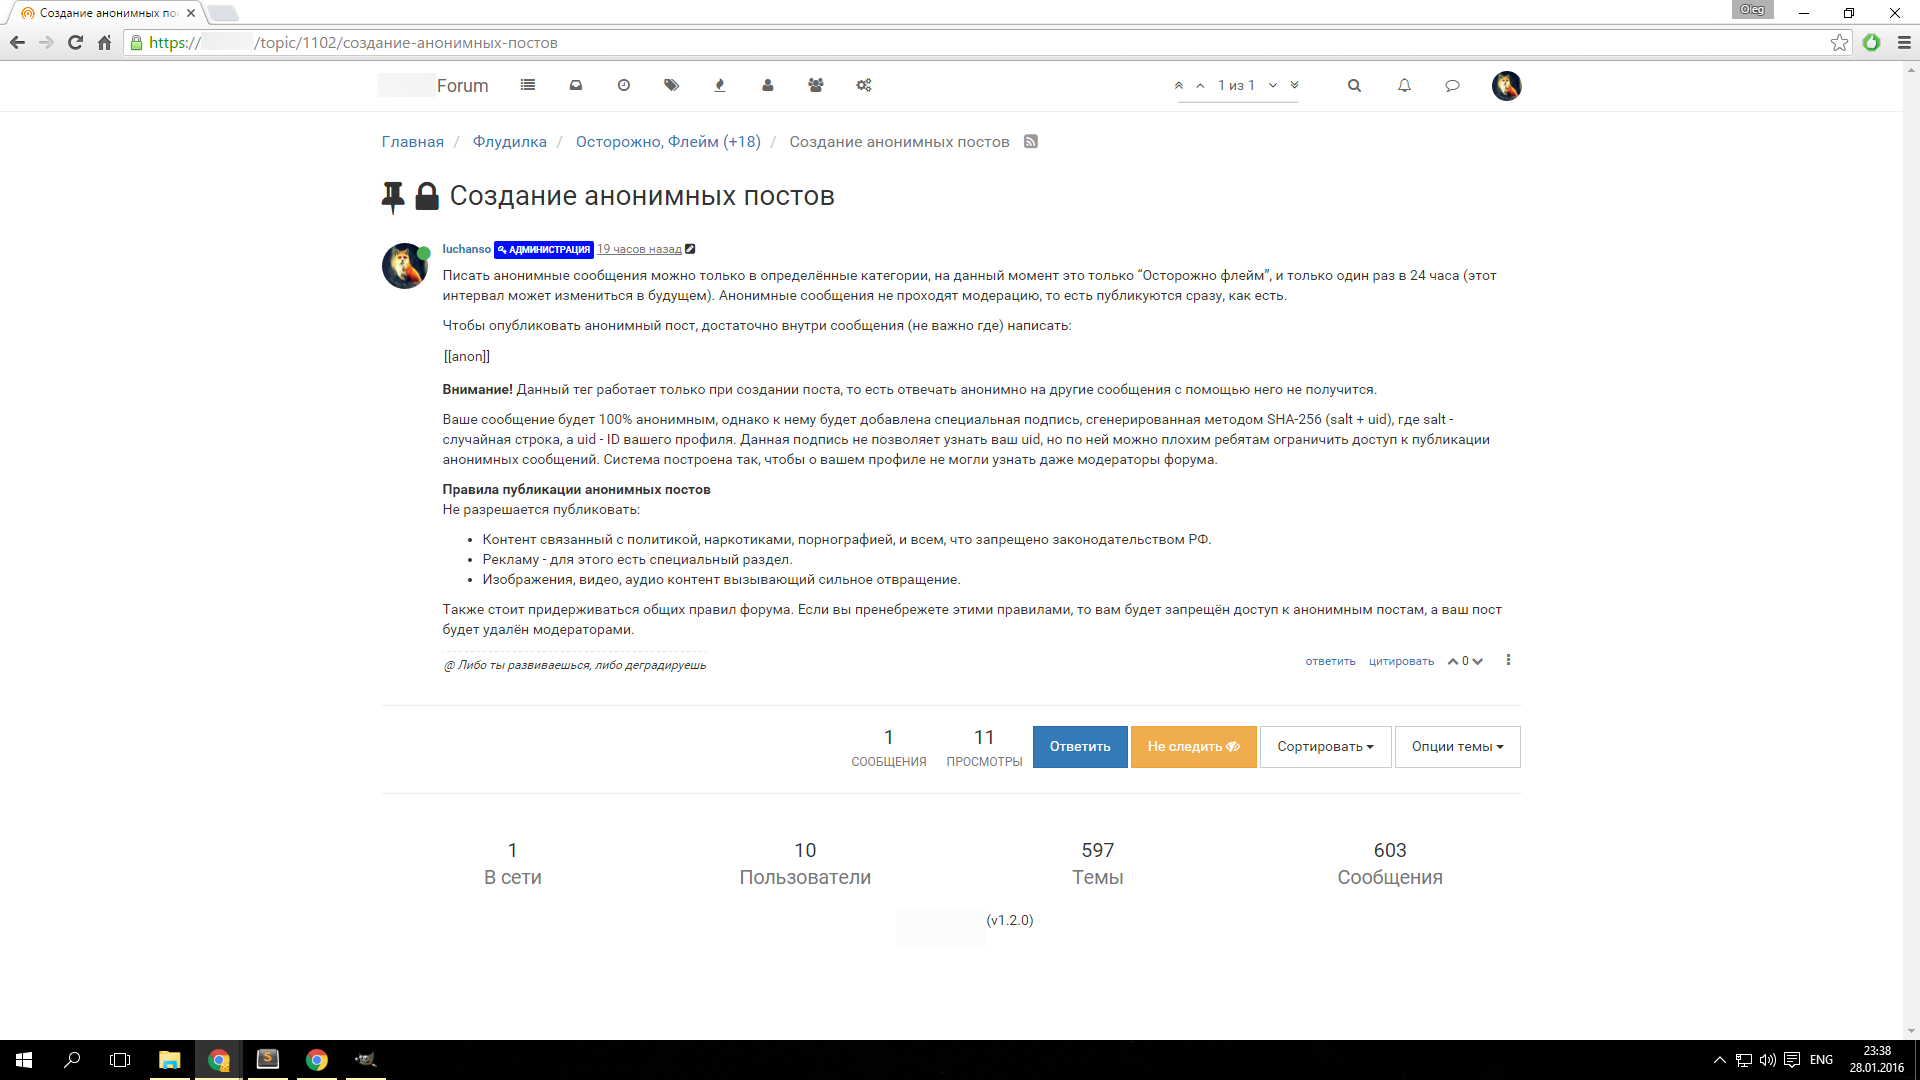 Создание анонимных по
Oleg
https://
/topic/1102/создание-анонимных-постов
Forum
1 из 1
Главная / Флудилка / Осторожно, Флейм (+18) / Создание анонимных постов
Создание анонимных постов
luchanso АДМИНИСТРАЦИЯ 19 часов назад
Писать анонимные сообщения можно только в определённые категории, на данный момент это только “Осторожно флейм”, и только один раз в 24 часа (этот
интервал может измениться в будущем). Анонимные сообщения не проходят модерацию, то есть публикуются сразу, как есть.
Чтобы опубликовать анонимный пост, достаточно внутри сообщения (не важно где) написать:
[[anon]]
Внимание! Данный тег работает только при создании поста, то есть отвечать анонимно на другие сообщения с помощью него не получится.
Ваше сообщение будет 100% анонимным, однако к нему будет добавлена специальная подпись, сгенерированная методом SHA-256 (salt + uid), где salt -
случайная строка, а uid - ID вашего профиля. Данная подпись не позволяет узнать ваш uid, но по ней можно плохим ребятам ограничить доступ к публикации
анонимных сообщений. Система построена так, чтобы о вашем профиле не могли узнать даже модераторы форума.
Правила публикации анонимных постов
Не разрешается публиковать:
• Контент связанный с политикой, наркотиками, порнографией, и всем, что запрещено законодательством РФ.
• Рекламу - для этого есть специальный раздел.
• Изображения, видео, аудио контент вызывающий сильное отвращение.
Также стоит придерживаться общих правил форума. Если вы пренебрежете этими правилами, то вам будет запрещён доступ к анонимным постам, а ваш пост
будет удалён модераторами.
@ Либо ты развиваешься, либо деградируешь
ответить цитировать 0
1 11
СООБЩЕНИЯ ПРОСМОТРЫ
Ответить Не следить Сортировать Опции темы
1 10 597 603
В сети Пользователи Темы Сообщения
(v1.2.0)
ENG
23:38
28.01.2016